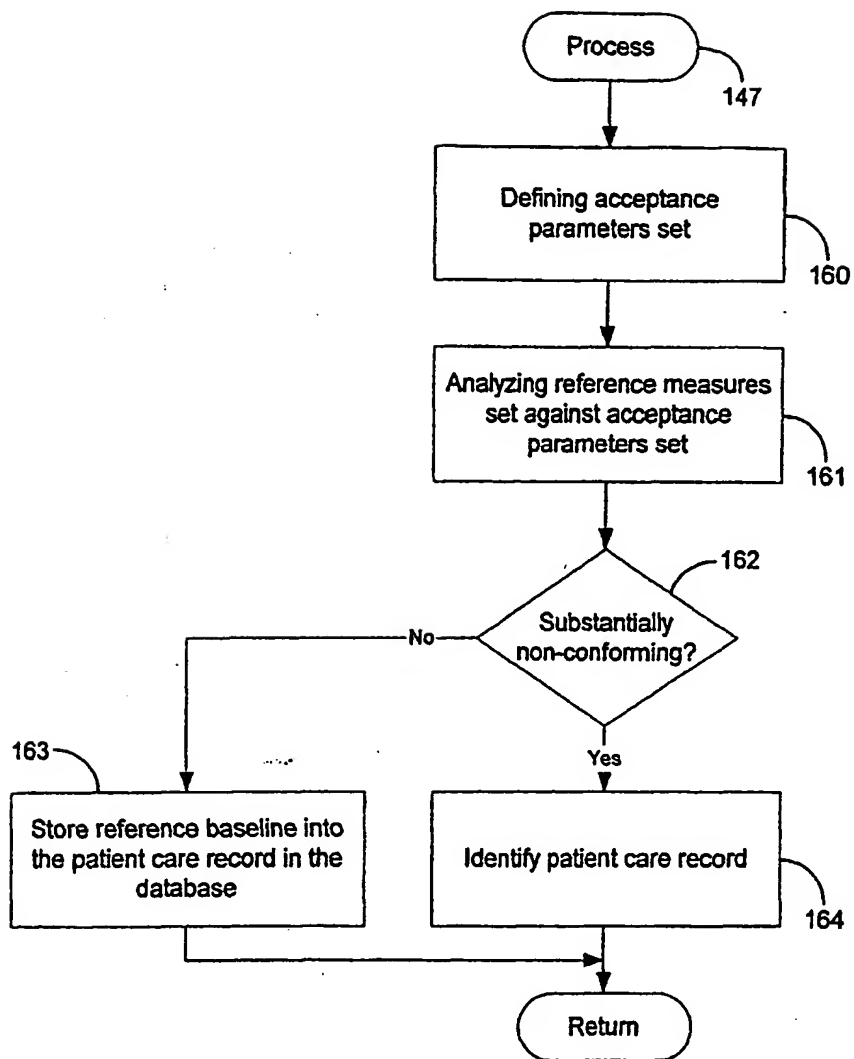 Process
147
Defining acceptance
parameters set
160
Analyzing reference measures
set against acceptance
parameters set
161
162
Substantially
non-conforming?
No
Yes
163
Store reference baseline into
the patient care record in the
database
Identify patient care record
164
Return